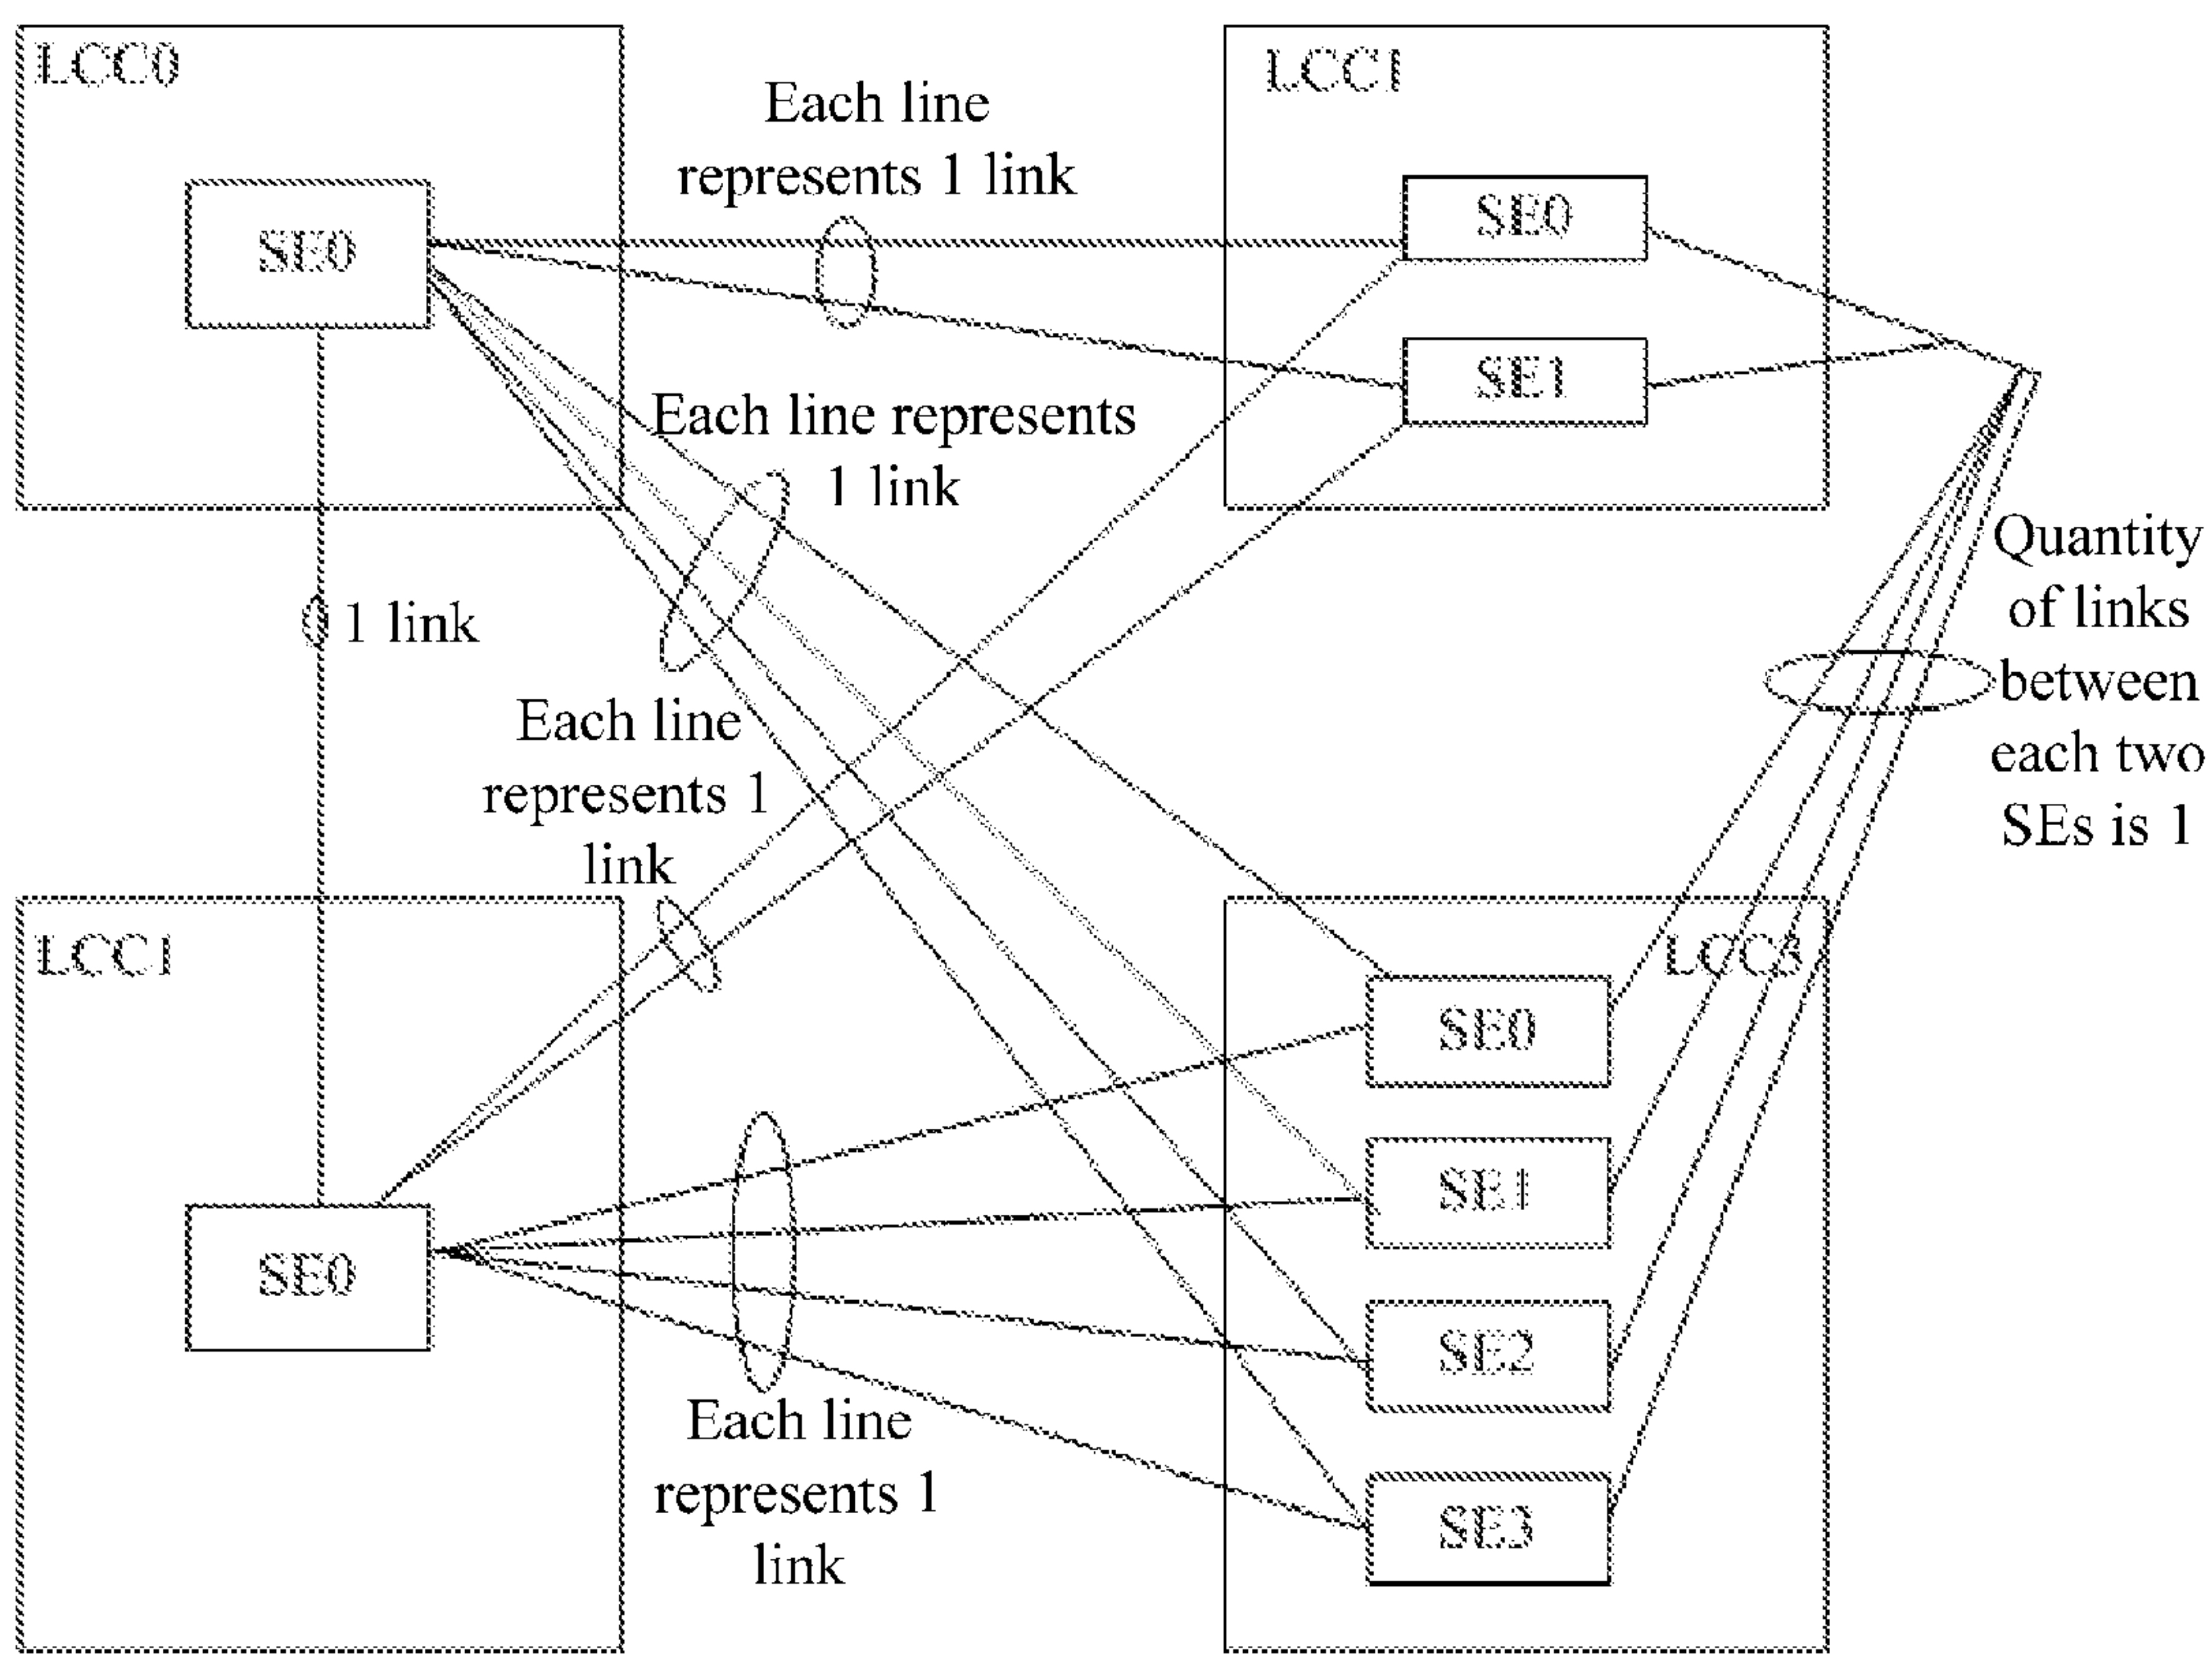 LCC0
SE0
Each line
represents 1 link
LCC1
SE0
SE1
Each line represents
1 link
1 link
Each line
represents 1
link
Quantity
of links
between
each two
SEs is 1
LCC1
SE0
Each line
represents 1
link
LCC3
SE0
SE1
SE2
SE3